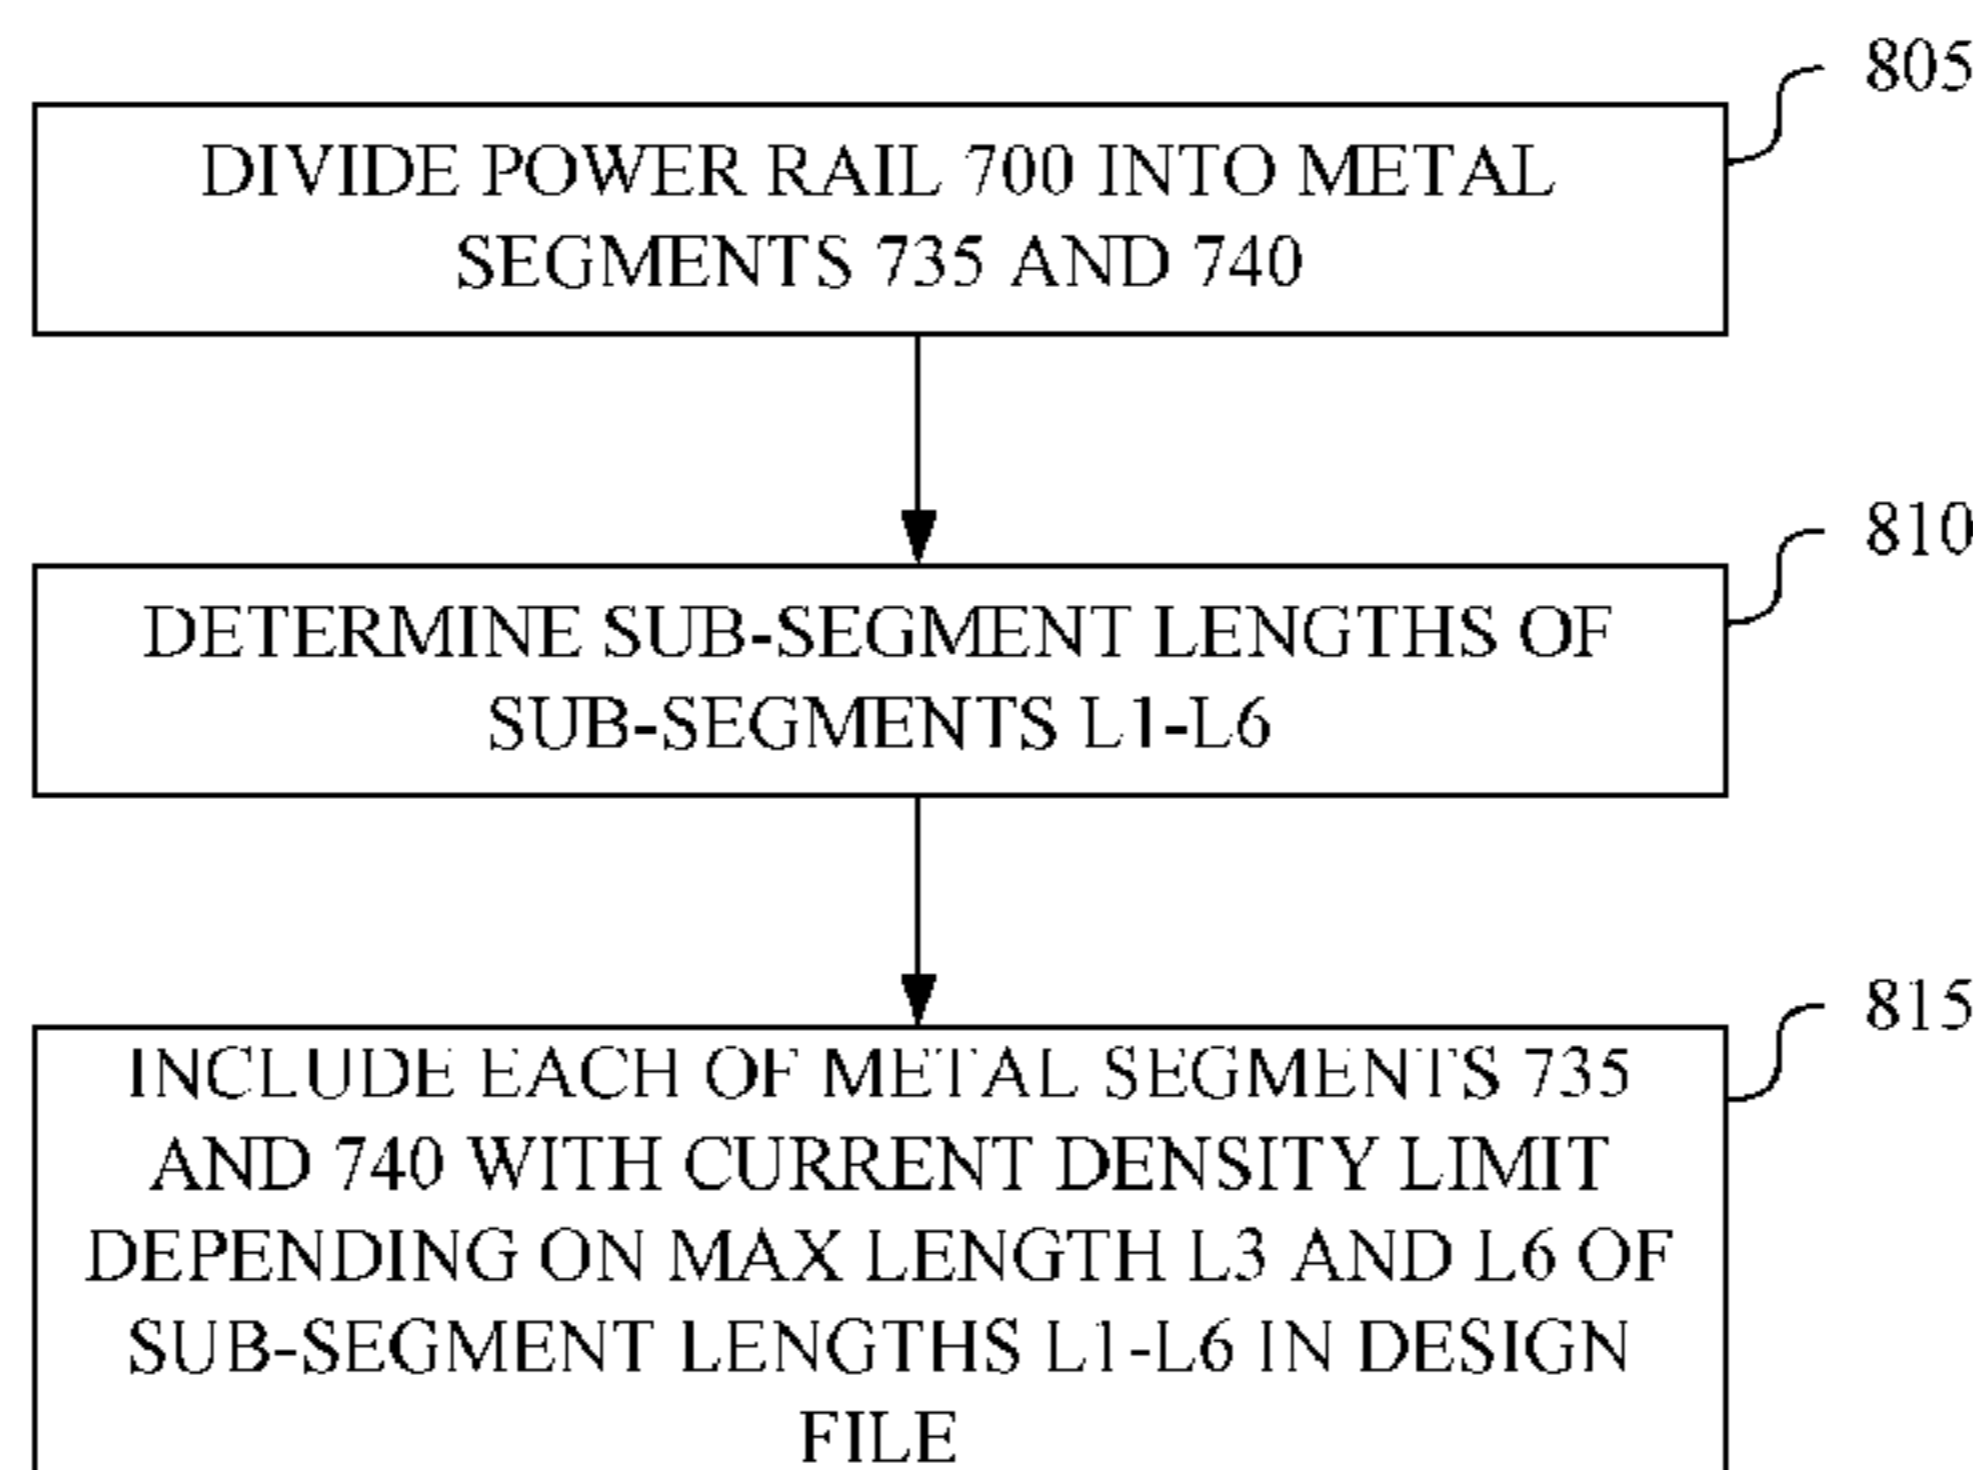 805
DIVIDE POWER RAIL 700 INTO METAL
SEGMENTS 735 AND 740
810
DETERMINE SUB-SEGMENT LENGTHS OF
SUB-SEGMENTS L1-L6
815
INCLUDE EACH OF METAL SEGMENTS 735
AND 740 WITH CURRENT DENSITY LIMIT
DEPENDING ON MAX LENGTH L3 AND L6 OF
SUB-SEGMENT LENGTHS L1-L6 IN DESIGN
FILE